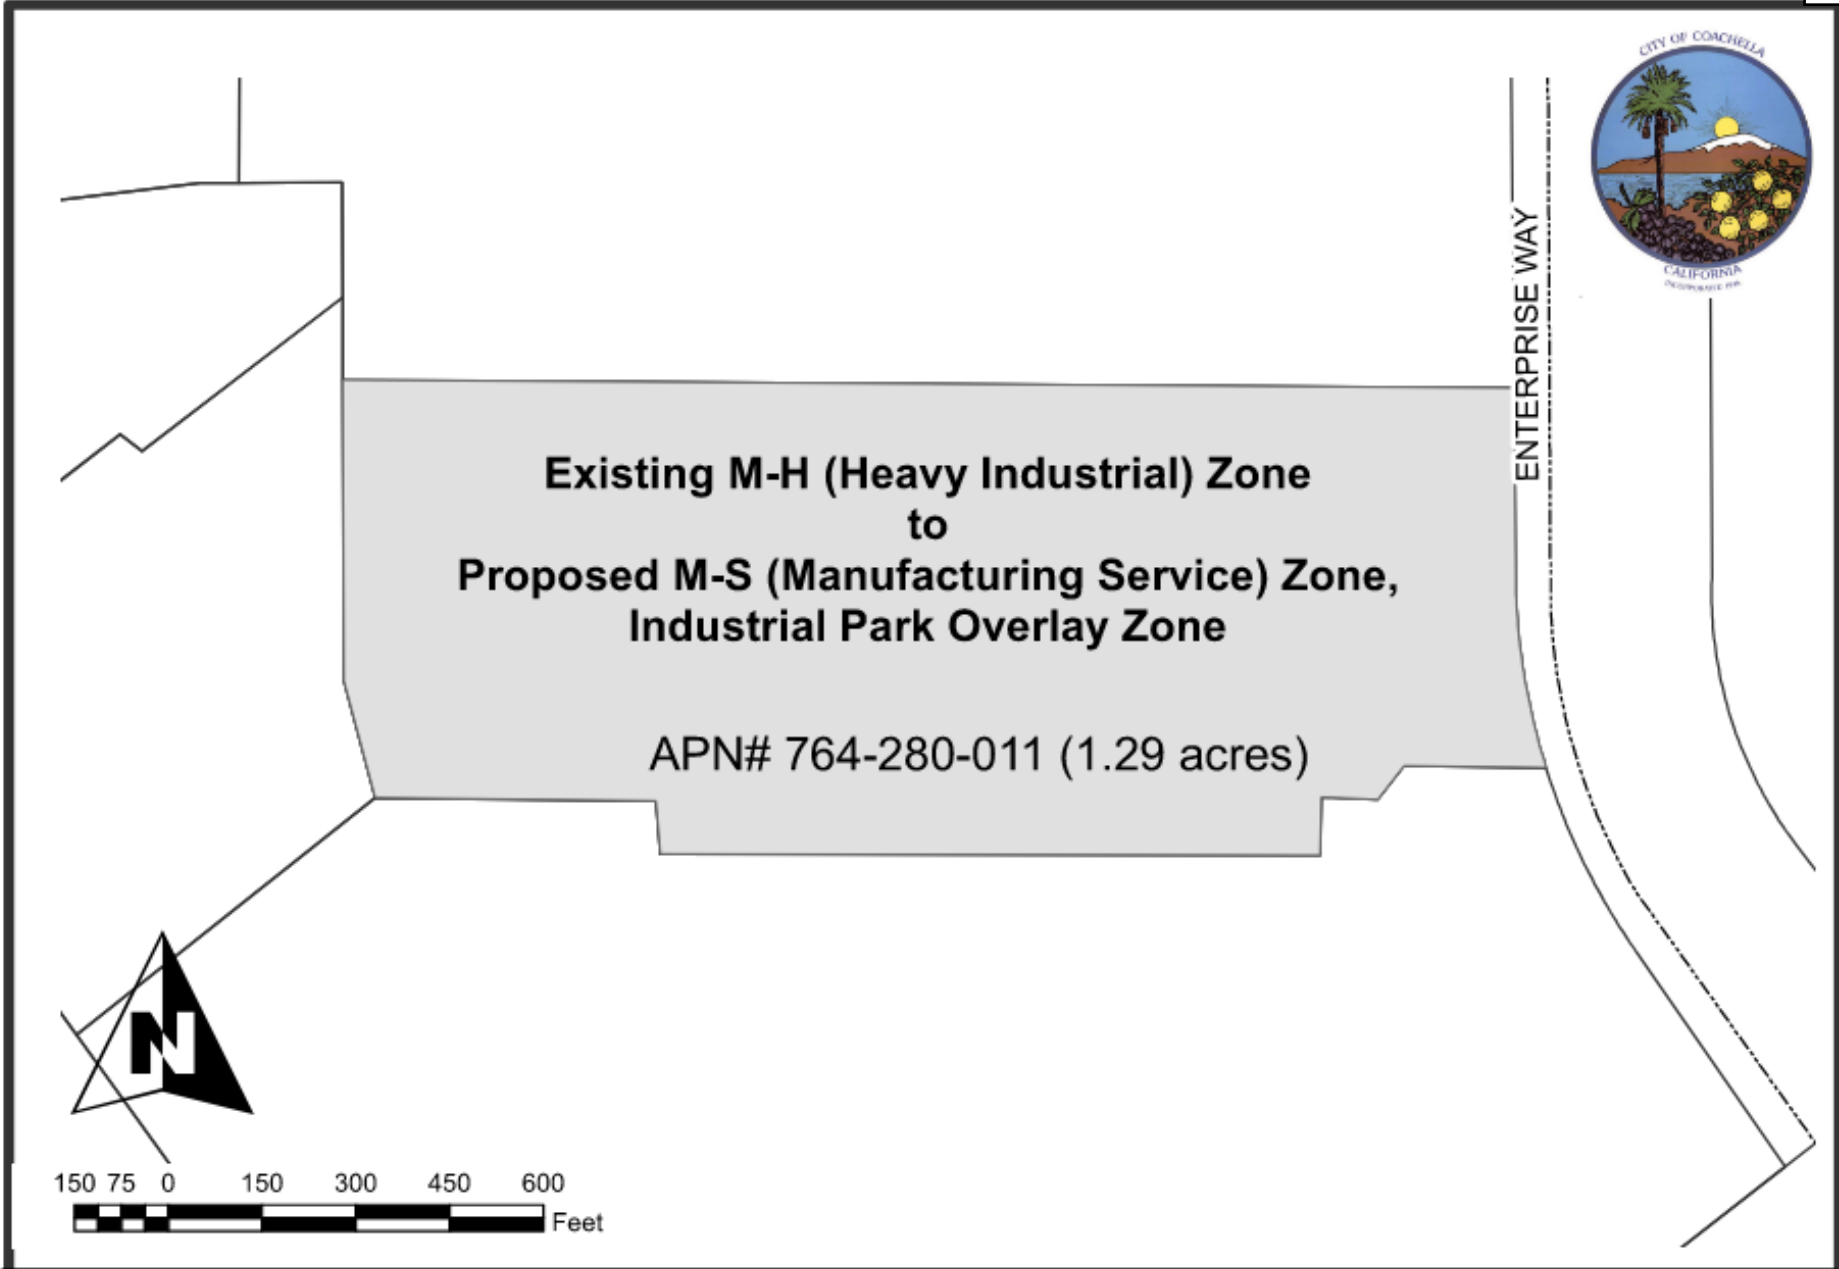 CITY OF COACHELLA
CALIFORNIA
ENTERPRISE WAY
Existing M-H (Heavy Industrial) Zone
to
Proposed M-S (Manufacturing Service) Zone,
Industrial Park Overlay Zone
APN# 764-280-011 (1.29 acres)
N
150 75 0 150 300 450 600
Feet